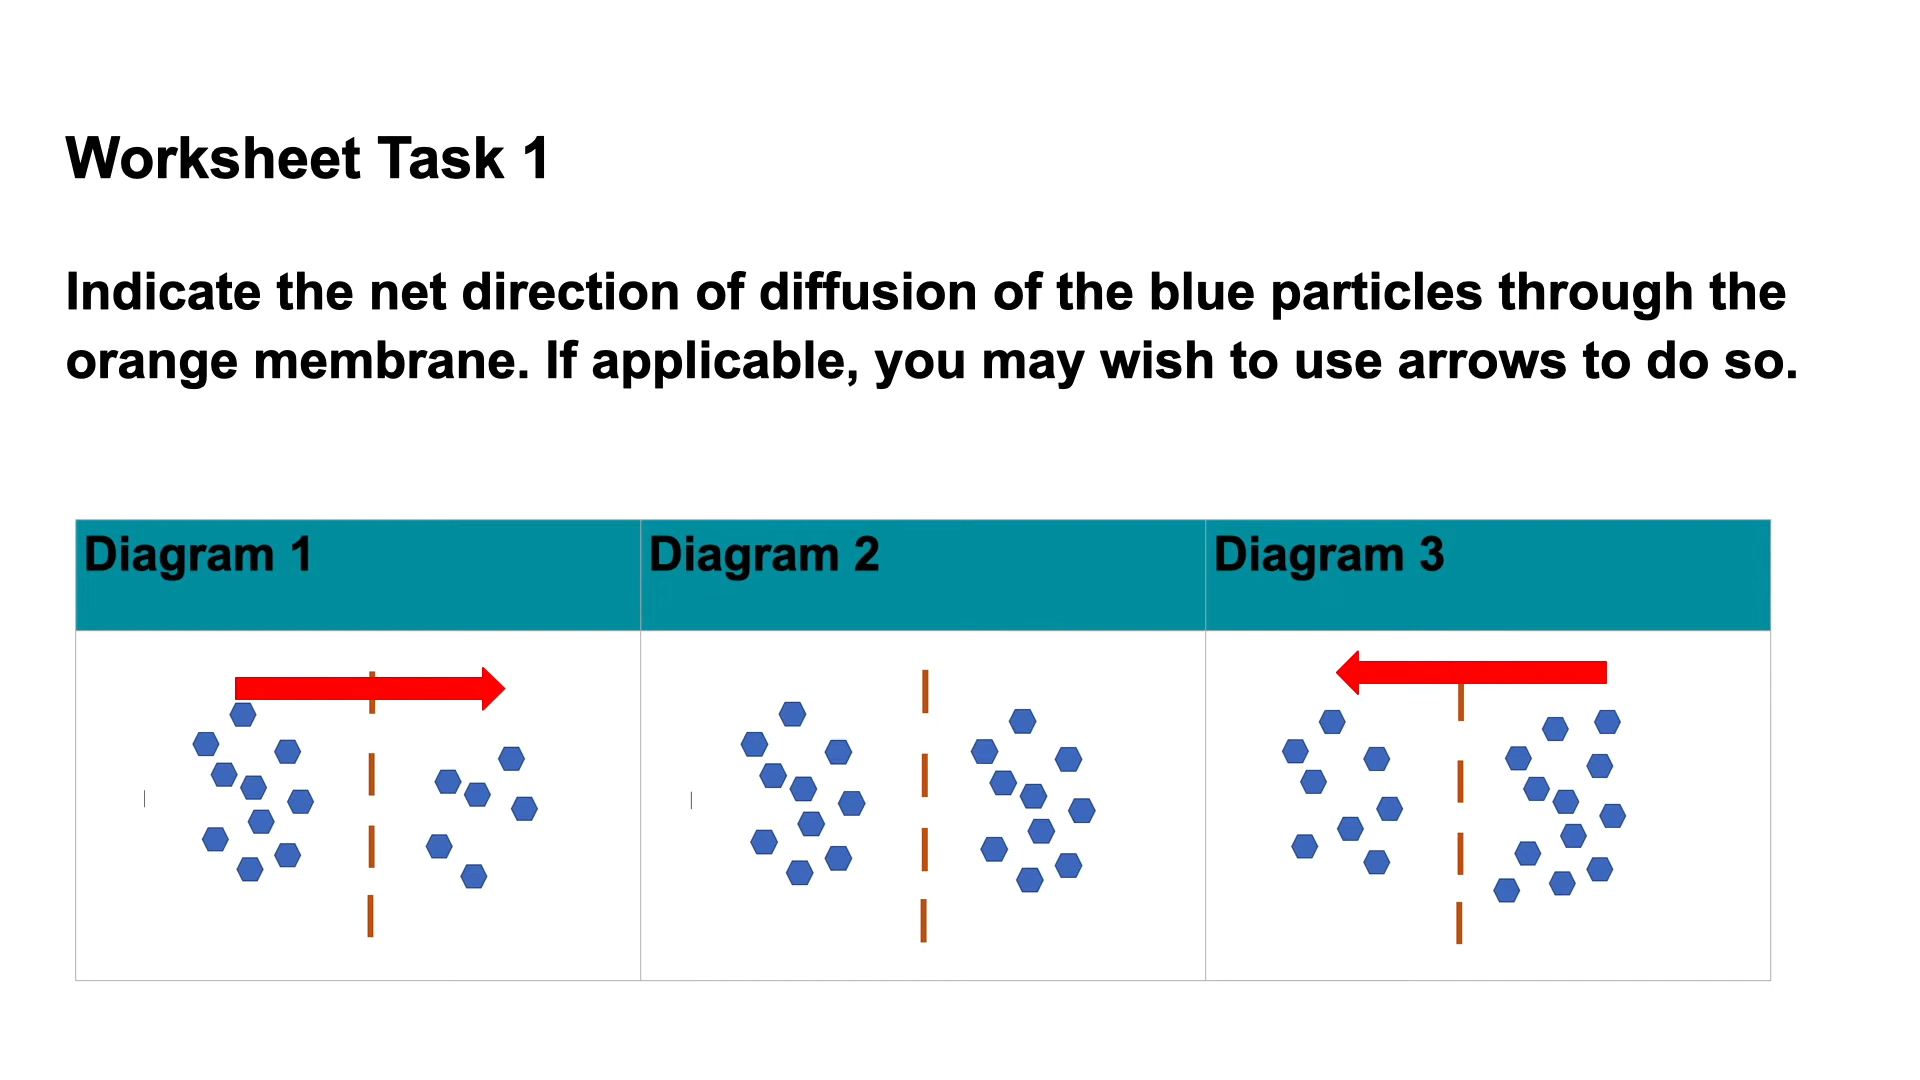 Worksheet Task 1
Indicate the net direction of diffusion of the blue particles through the
orange membrane. If applicable, you may wish to use arrows to do so.
Diagram 1
Diagram 2
Diagram 3